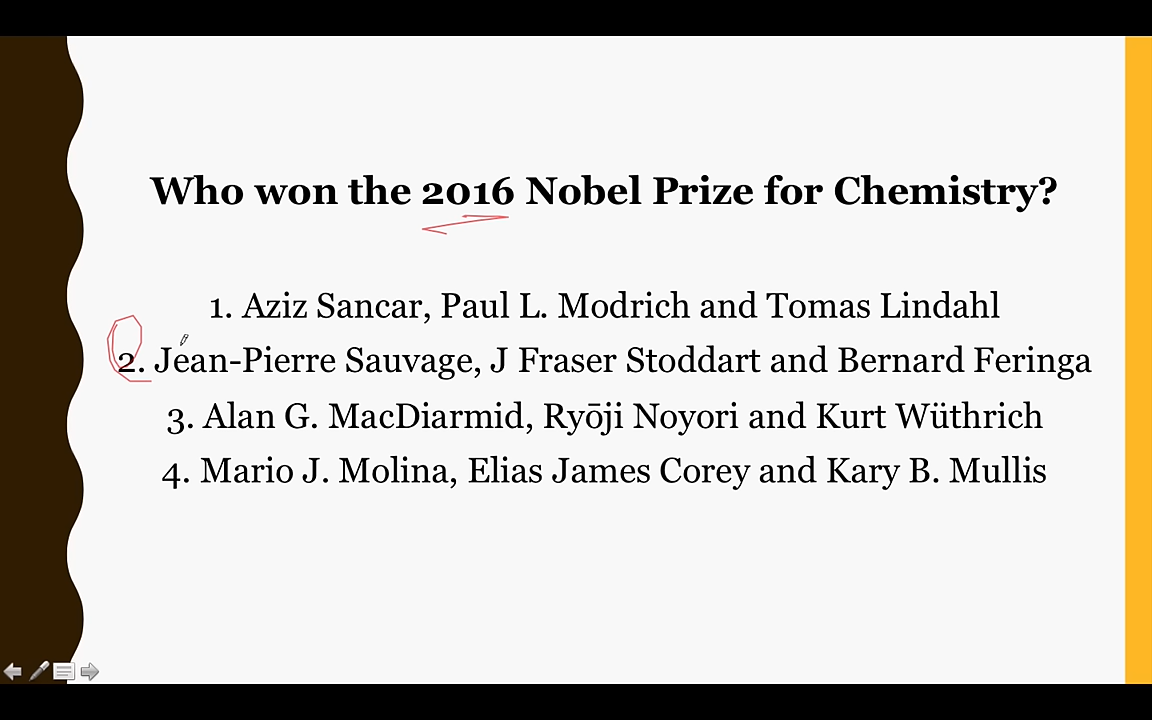 Who won the 2016 Nobel Prize for Chemistry?
1. Aziz Sancar, Paul L. Modrich and Tomas Lindahl
2. Jean-Pierre Sauvage, J Fraser Stoddart and Bernard Feringa
3. Alan G. MacDiarmid, Ryōji Noyori and Kurt Wüthrich
4. Mario J. Molina, Elias James Corey and Kary B. Mullis